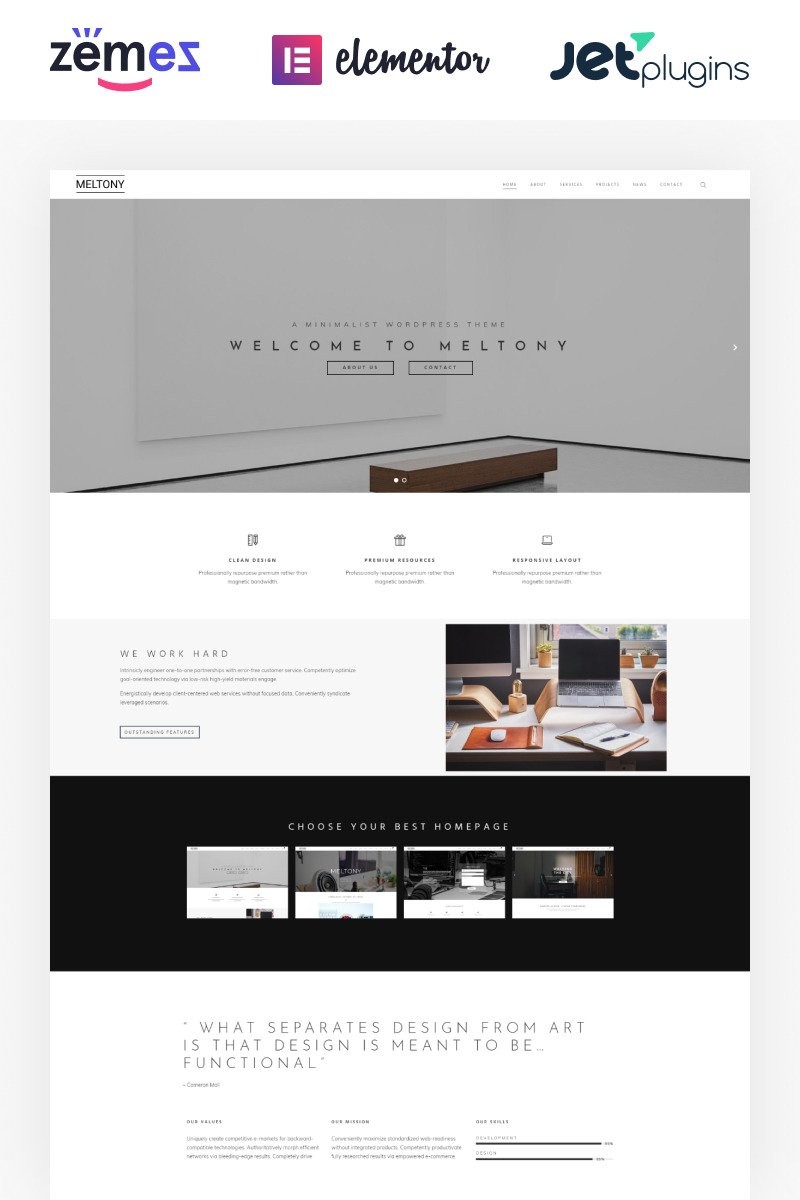 zemez
elementor
Jetplugins
MELTONY
HOME ABOUT SERVICES PROJECTS NEWS CONTACT
A MINIMALIST WORDPRESS THEME
WELCOME TO MELTONY
ABOUT US CONTACT
CLEAN DESIGN
Professionally repurpose premium rather than
magnetic bandwidth.
PREMIUM RESOURCES
Professionally repurpose premium rather than
magnetic bandwidth.
RESPONSIVE LAYOUT
Professionally repurpose premium rather than
magnetic bandwidth.
WE WORK HARD
Intrinsicly engineer one-to-one partnerships with error-free customer service. Competently optimize
goal-oriented technology via low-risk high-yield materials engage.
Energistically develop client-centered web services without focused data. Conveniently syndicate
leveraged scenarios.
OUTSTANDING FEATURES
CHOOSE YOUR BEST HOMEPAGE
WELCOME TO MELTONY
MELTONY
“ WHAT SEPARATES DESIGN FROM ART
IS THAT DESIGN IS MEANT TO BE…
FUNCTIONAL”
– Cameron Moll
OUR VALUES
Uniquely create competitive e-markets for backward-
compatible technologies. Authoritatively morph efficient
networks via bleeding-edge results. Completely drive
OUR MISSION
Conveniently maximize standardized web-readiness
without integrated products. Competently productivate
fully researched results via empowered e-commerce
OUR SKILLS
DEVELOPMENT
DESIGN